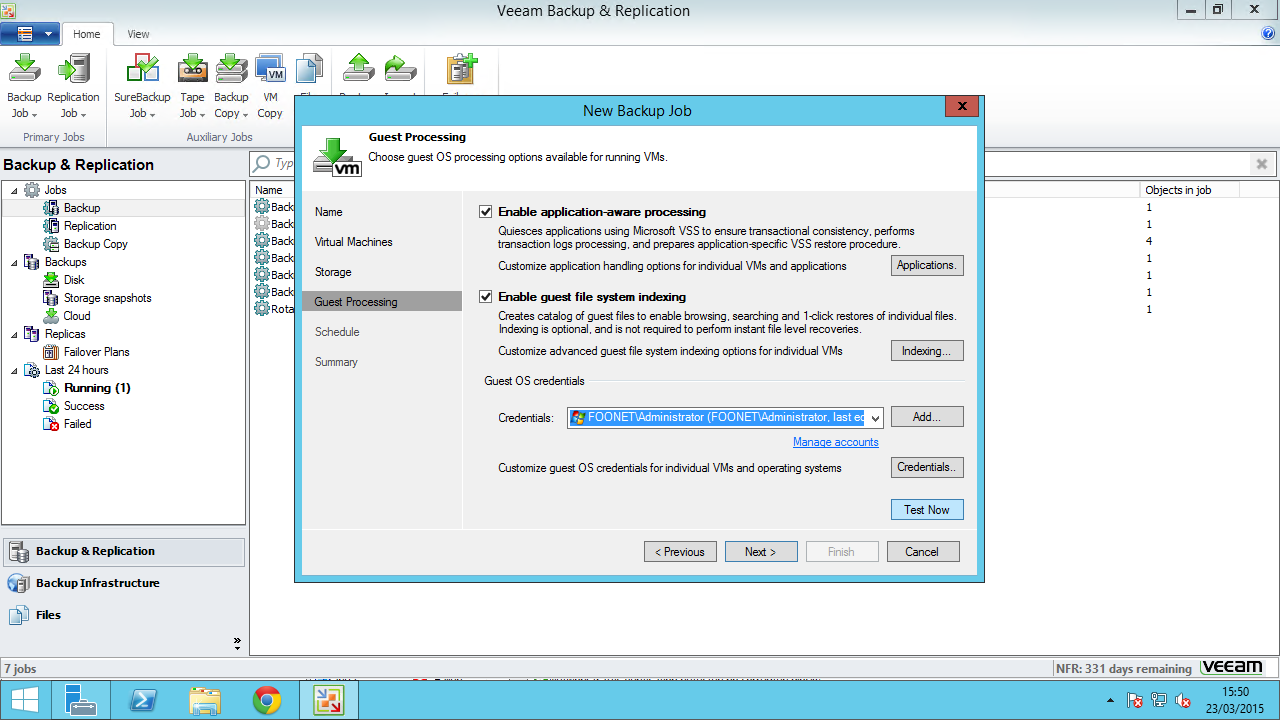 Veeam Backup & Replication
Home
View
Backup Job
Replication Job
SureBackup Job
Tape Job
Backup Copy
VM Copy
VM
Primary Jobs
Auxiliary Jobs
Backup & Replication
Jobs
Backup
Replication
Backup Copy
Backups
Disk
Storage snapshots
Cloud
Replicas
Failover Plans
Last 24 hours
Running (1)
Success
Failed
Backup & Replication
Backup Infrastructure
Files
»
7 jobs
Name
Objects in job
Back 1
Back 1
Back 4
Back 1
Back 1
Back 1
Rota 1
New Backup Job
vm
Guest Processing
Choose guest OS processing options available for running VMs.
Name
Virtual Machines
Storage
Guest Processing
Schedule
Summary
Enable application-aware processing
Quiesces applications using Microsoft VSS to ensure transactional consistency, performs
transaction logs processing, and prepares application-specific VSS restore procedure.
Customize application handling options for individual VMs and applications
Applications.
Enable guest file system indexing
Creates catalog of guest files to enable browsing, searching and 1-click restores of individual files.
Indexing is optional, and is not required to perform instant file level recoveries.
Customize advanced guest file system indexing options for individual VMs
Indexing...
Guest OS credentials
Credentials:
FOONET\Administrator (FOONET\Administrator, last ed
Add...
Manage accounts
Customize guest OS credentials for individual VMs and operating systems
Credentials..
Test Now
< Previous
Next >
Finish
Cancel
NFR: 331 days remaining
veeam
15:50
23/03/2015